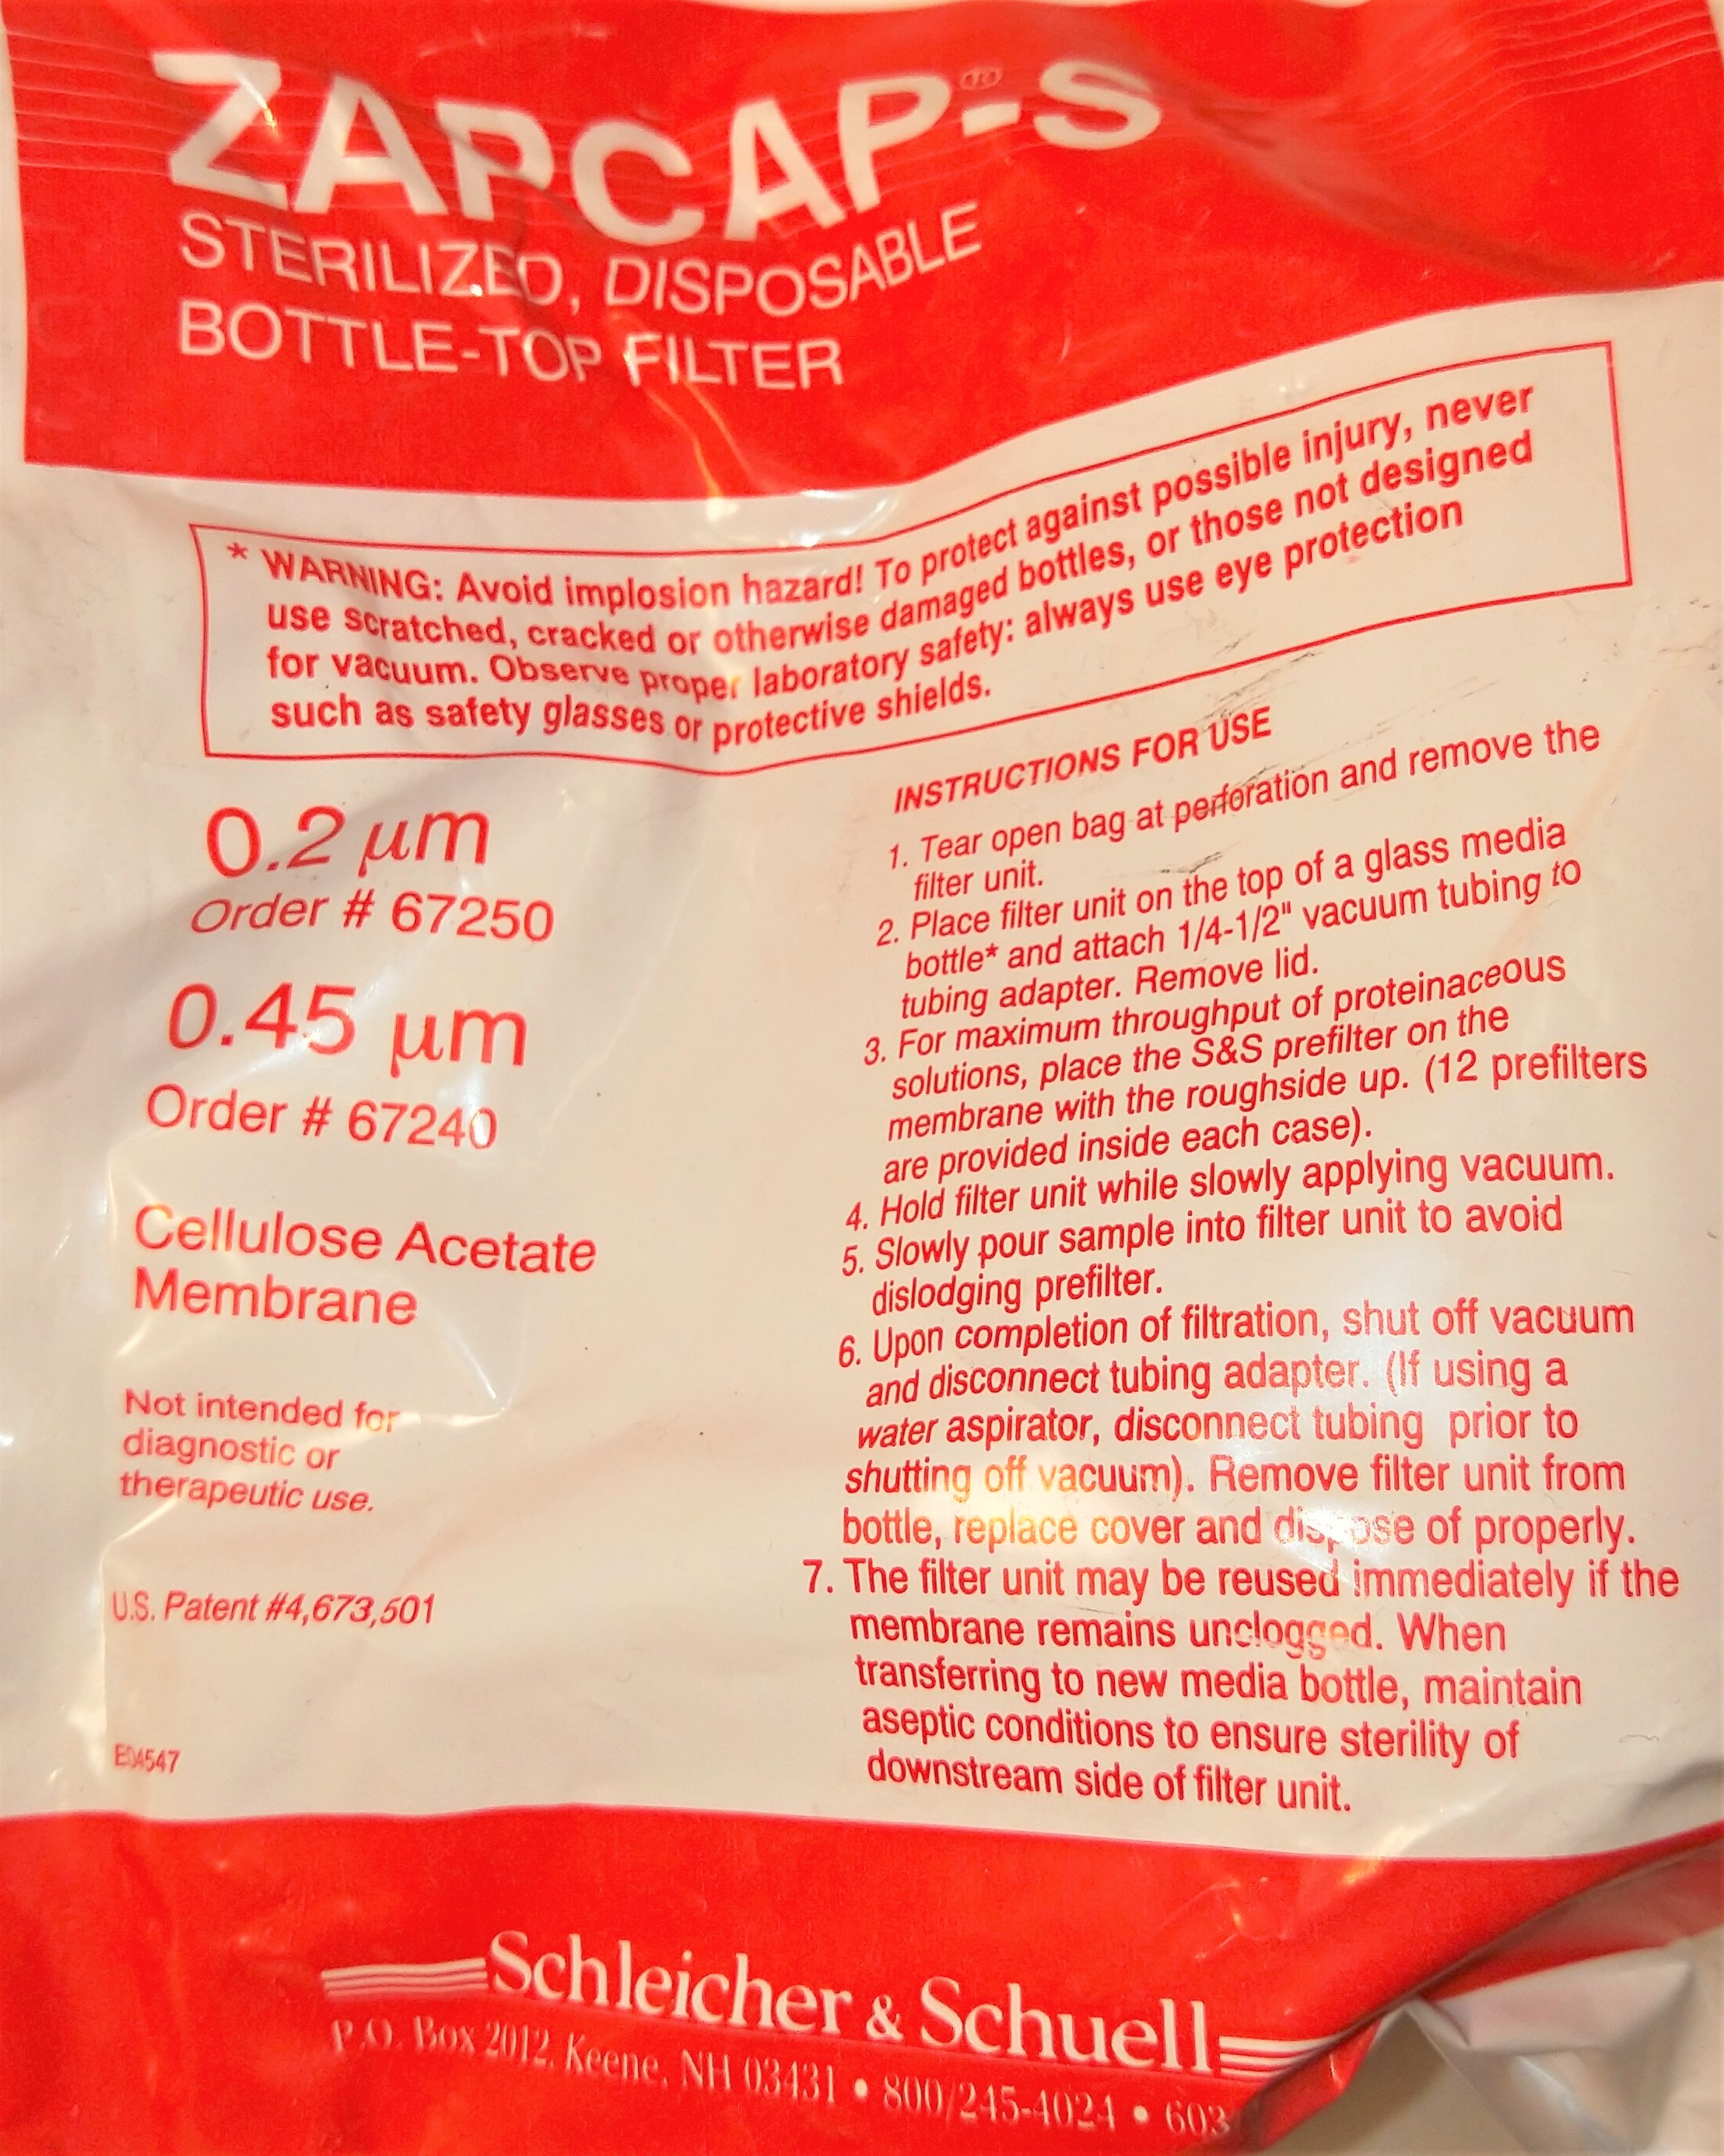 ZAPCAP®-S
STERILIZED, DISPOSABLE
BOTTLE-TOP FILTER
* WARNING: Avoid implosion hazard! To protect against possible injury, never
use scratched, cracked or otherwise damaged bottles, or those not designed
for vacuum. Observe proper laboratory safety: always use eye protection
such as safety glasses or protective shields.
0.2 µm
Order # 67250
0.45 µm
Order # 67240
Cellulose Acetate
Membrane
Not intended for
diagnostic or
therapeutic use.
U.S. Patent #4,673,501
E04547
INSTRUCTIONS FOR USE
1. Tear open bag at perforation and remove the
filter unit.
2. Place filter unit on the top of a glass media
bottle* and attach 1/4-1/2" vacuum tubing to
tubing adapter. Remove lid.
3. For maximum throughput of proteinaceous
solutions, place the S&S prefilter on the
membrane with the roughside up. (12 prefilters
are provided inside each case).
4. Hold filter unit while slowly applying vacuum.
5. Slowly pour sample into filter unit to avoid
dislodging prefilter.
6. Upon completion of filtration, shut off vacuum
and disconnect tubing adapter. (If using a
water aspirator, disconnect tubing prior to
shutting off vacuum). Remove filter unit from
bottle, replace cover and dispose of properly.
7. The filter unit may be reused immediately if the
membrane remains unclogged. When
transferring to new media bottle, maintain
aseptic conditions to ensure sterility of
downstream side of filter unit.
Schleicher & Schuell
P.O. Box 2012, Keene, NH 03431 • 800/245-4024 • 603